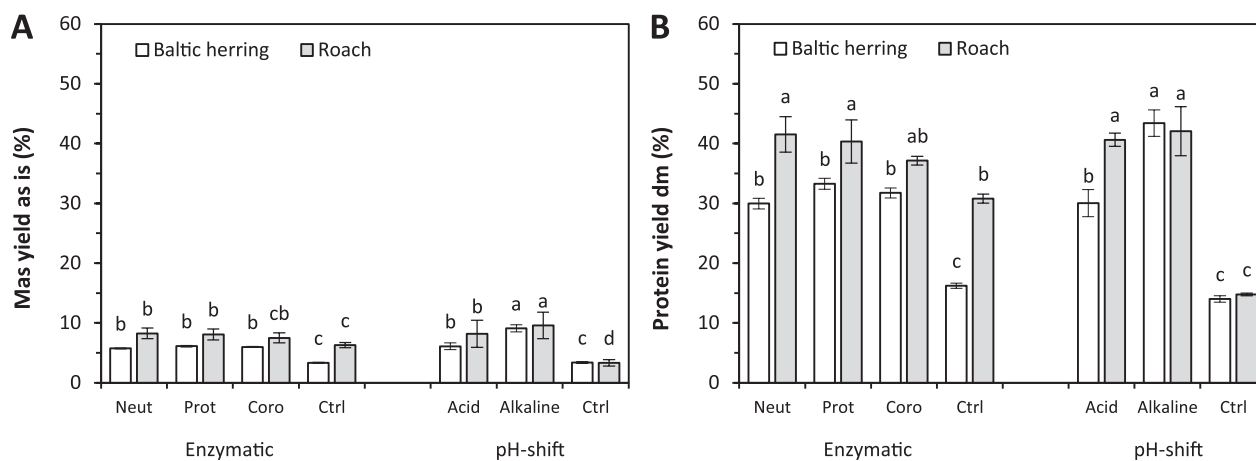 A
60
50
40
30
20
10
0
Mas yield as is (%)
Baltic herring Roach
b b b b b cb c c b b a a c d
Neut Prot Coro Ctrl Acid Alkaline Ctrl
Enzymatic pH-shift
B
60
50
40
30
20
10
0
Protein yield dm (%)
Baltic herring Roach
b a b a b ab c b b a a a c c
Neut Prot Coro Ctrl Acid Alkaline Ctrl
Enzymatic pH-shift